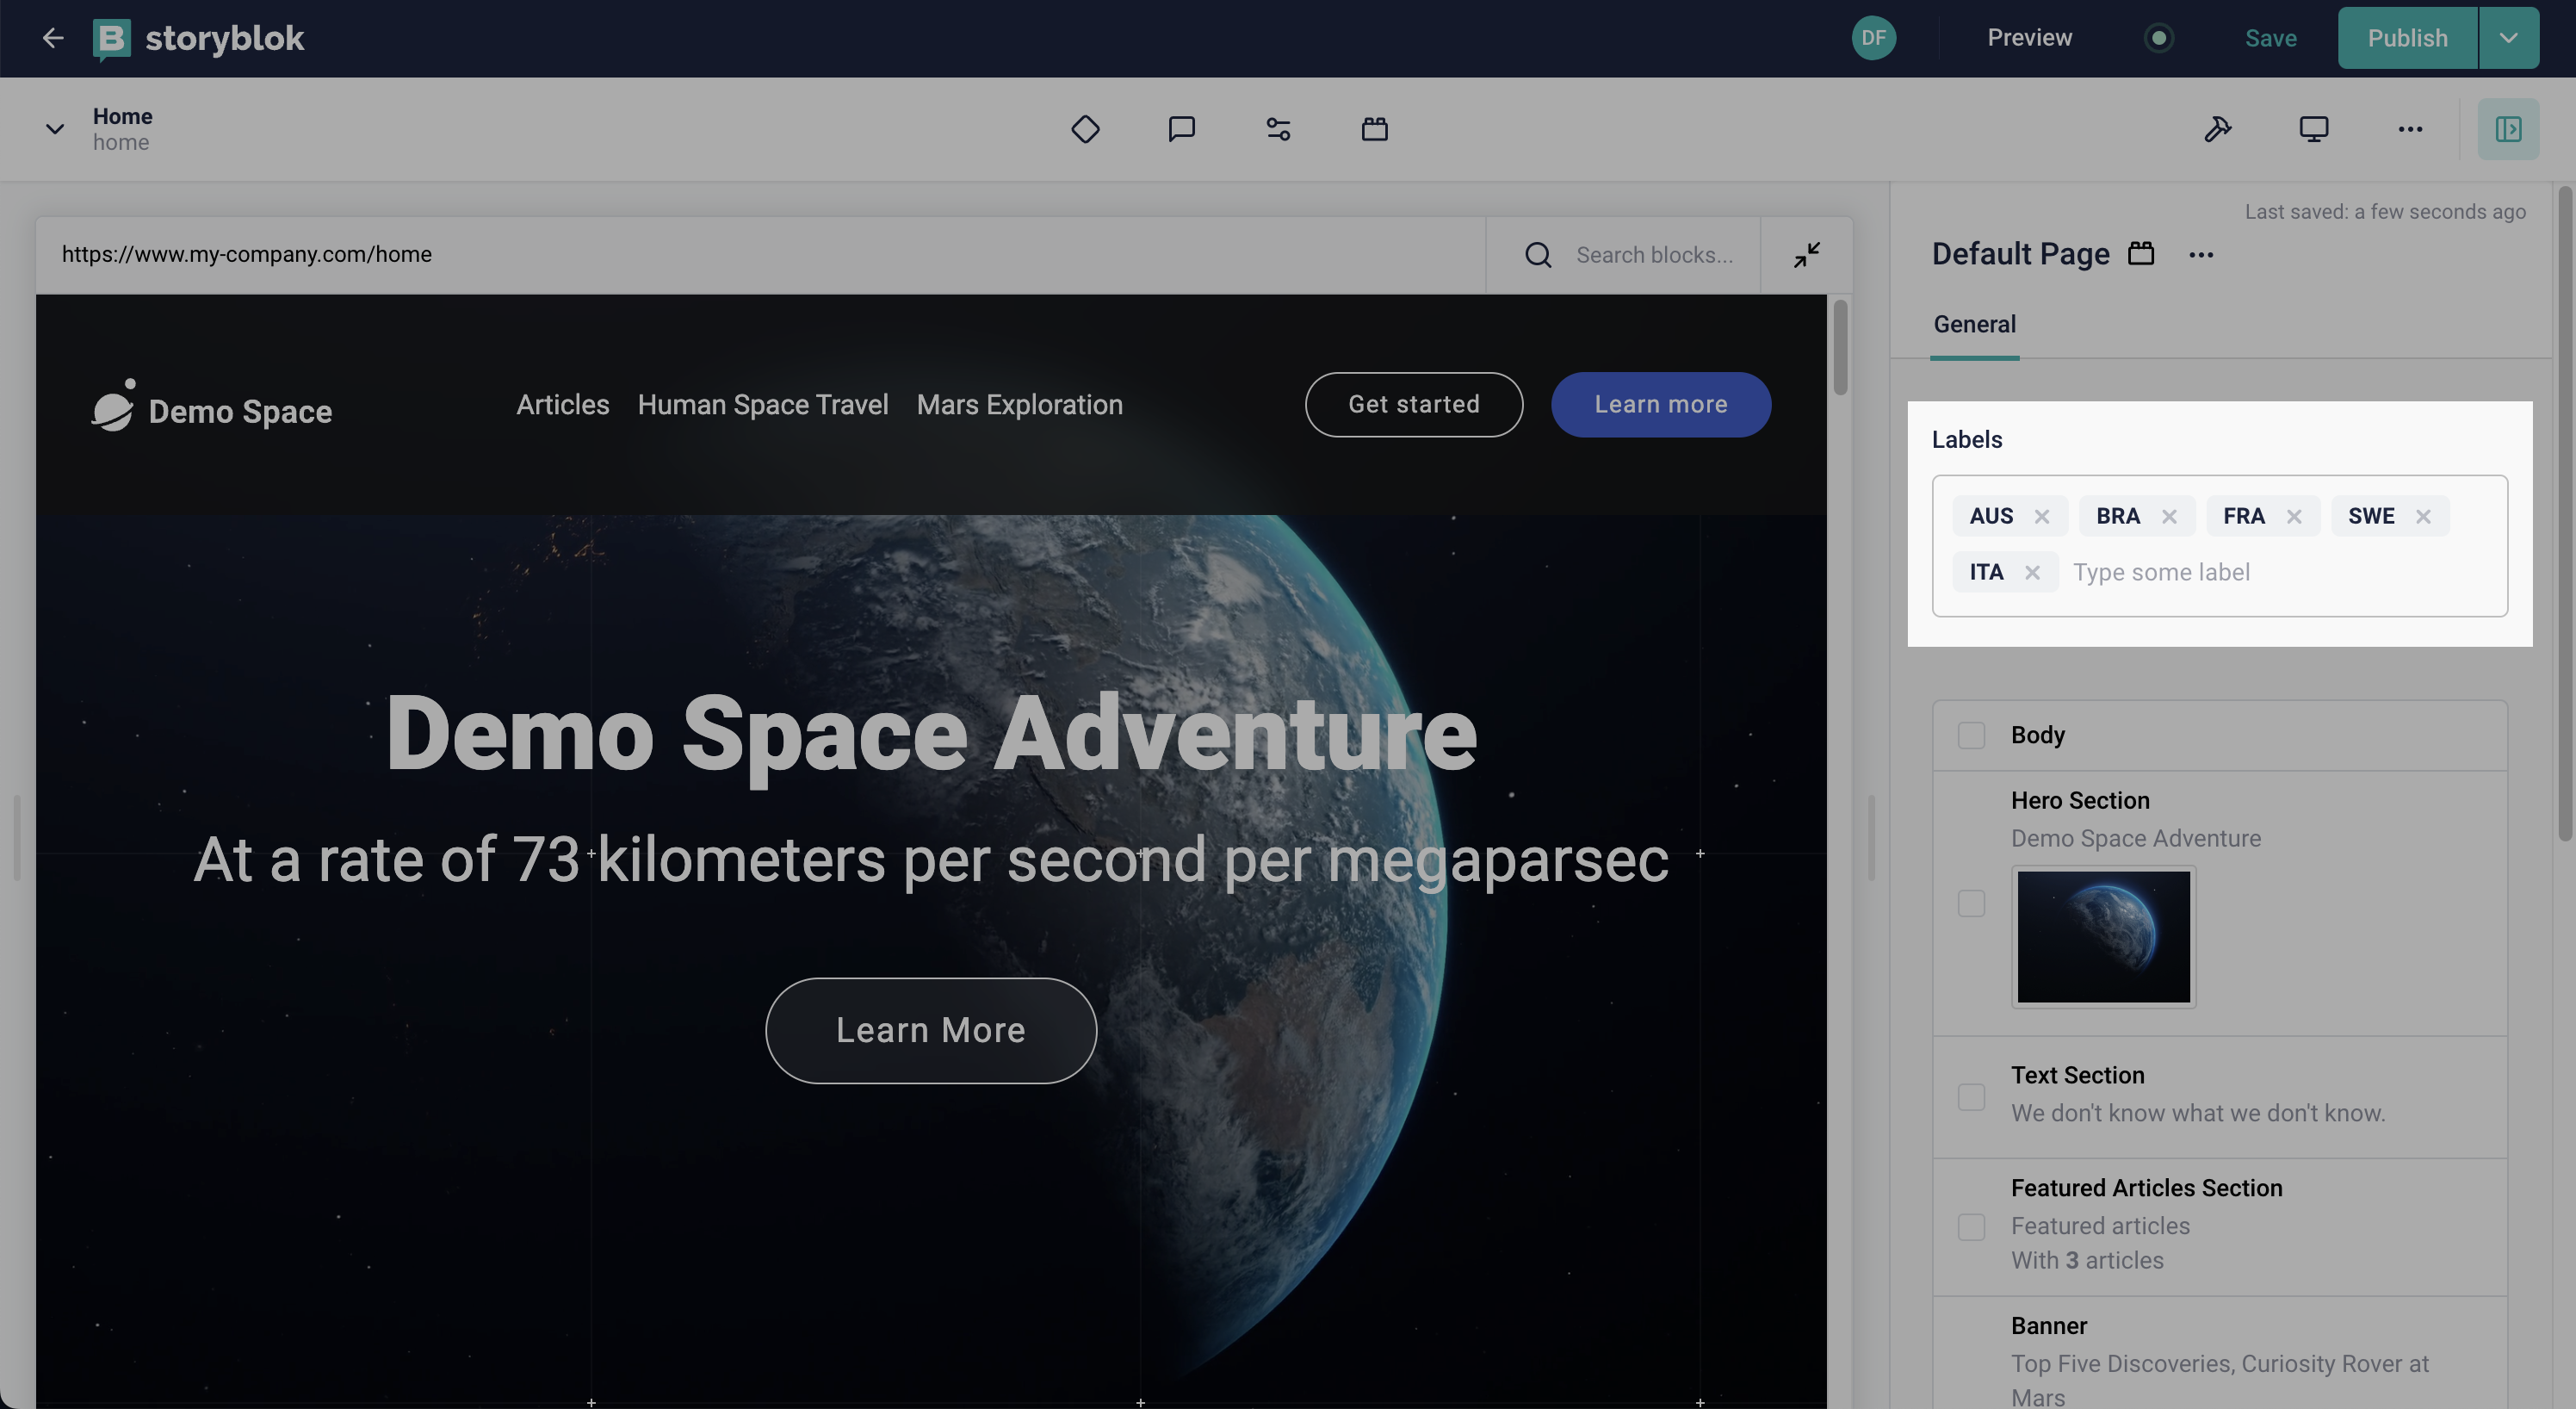 storyblok
DF
Preview
Save
Publish
Home
home
Last saved: a few seconds ago
https://www.my-company.com/home
Search blocks...
Default Page
General
Demo Space
Articles
Human Space Travel
Mars Exploration
Get started
Learn more
Labels
AUS
BRA
FRA
SWE
ITA
Type some label
Demo Space Adventure
At a rate of 73 kilometers per second per megaparsec
Learn More
Body
Hero Section
Demo Space Adventure
Text Section
We don't know what we don't know.
Featured Articles Section
Featured articles
With 3 articles
Banner
Top Five Discoveries, Curiosity Rover at
Mars